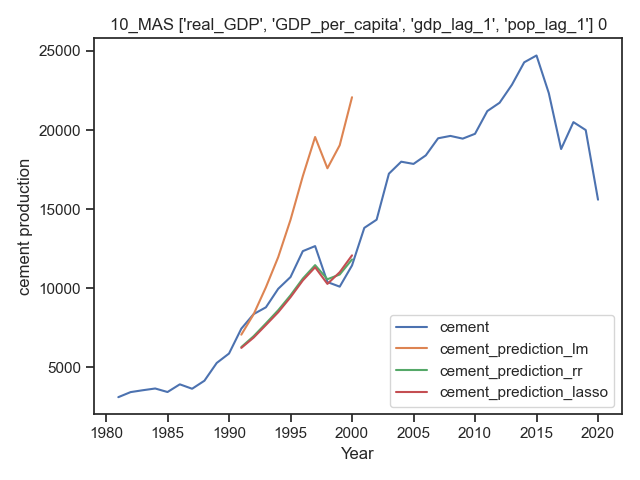 10_MAS ['real_GDP', 'GDP_per_capita', 'gdp_lag_1', 'pop_lag_1'] 0
25000
20000
15000
10000
5000
cement production
cement
cement_prediction_lm
cement_prediction_rr
cement_prediction_lasso
1980 1985 1990 1995 2000 2005 2010 2015 2020
Year